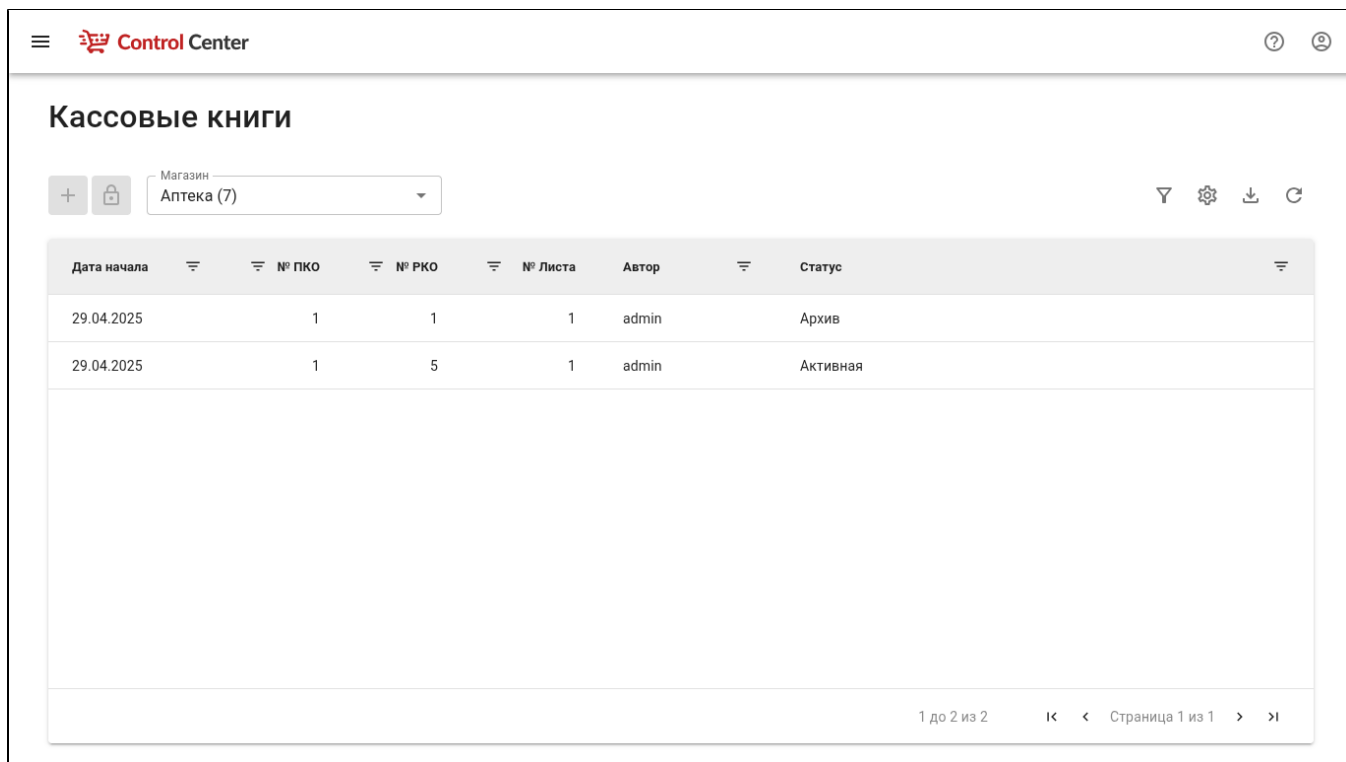 Control Center
Кассовые книги
Магазин
Аптека (7)
Дата начала № ПКО № РКО № Листа Автор Статус
29.04.2025 1 1 1 admin Архив
29.04.2025 1 5 1 admin Активная
1 до 2 из 2 Страница 1 из 1